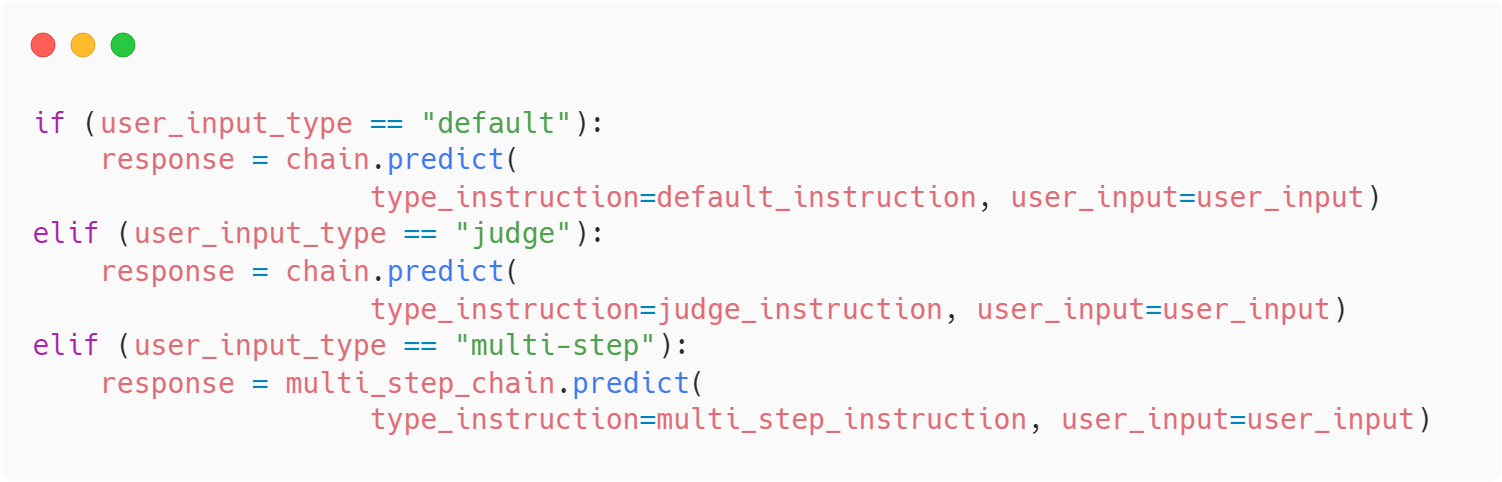 if (user_input_type == "default"):
    response = chain.predict(
                    type_instruction=default_instruction, user_input=user_input)
elif (user_input_type == "judge"):
    response = chain.predict(
                    type_instruction=judge_instruction, user_input=user_input)
elif (user_input_type == "multi-step"):
    response = multi_step_chain.predict(
                    type_instruction=multi_step_instruction, user_input=user_input)